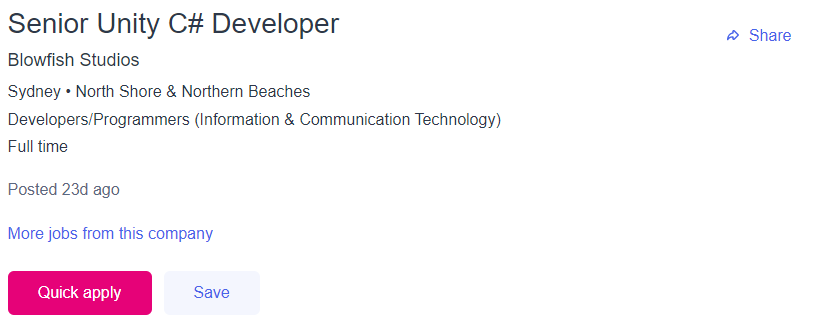 Senior Unity C# Developer
Share
Blowfish Studios
Sydney • North Shore & Northern Beaches
Developers/Programmers (Information & Communication Technology)
Full time
Posted 23d ago
More jobs from this company
Quick apply
Save